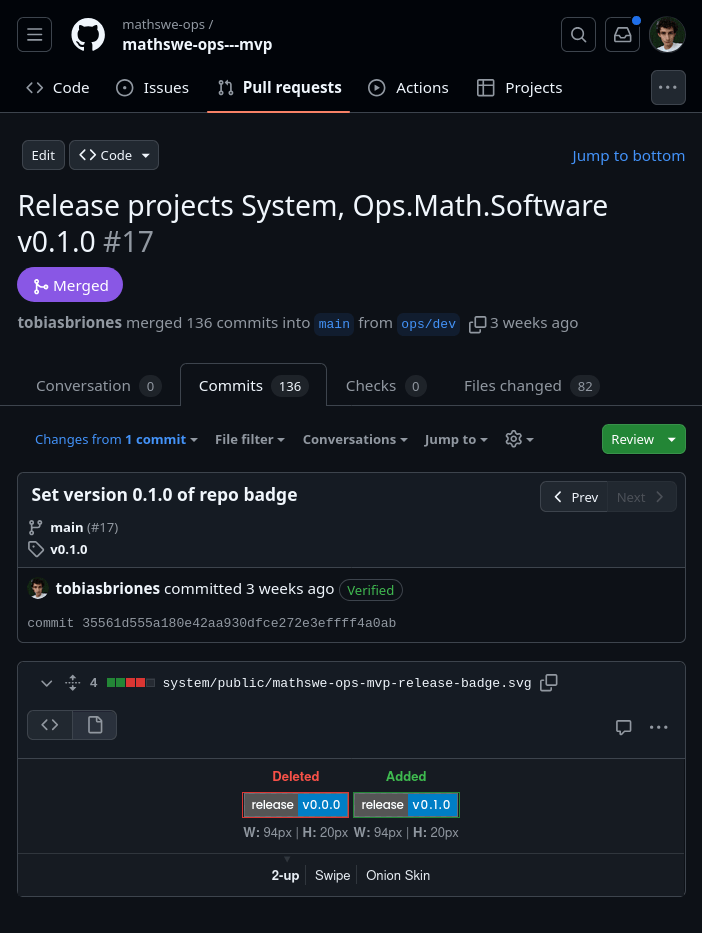 mathswe-ops /
mathswe-ops---mvp
Code Issues Pull requests Actions Projects
Edit Code Jump to bottom
Release projects System, Ops.Math.Software
v0.1.0 #17
Merged
tobiasbriones merged 136 commits into main from ops/dev 3 weeks ago
Conversation 0 Commits 136 Checks 0 Files changed 82
Changes from 1 commit File filter Conversations Jump to Review
Set version 0.1.0 of repo badge Prev Next
main (#17)
v0.1.0
tobiasbriones committed 3 weeks ago Verified
commit 35561d555a180e42aa930dfce272e3effff4a0ab
4 system/public/mathswe-ops-mvp-release-badge.svg
Deleted Added
release v0.0.0 release v0.1.0
W: 94px | H: 20px W: 94px | H: 20px
2-up Swipe Onion Skin